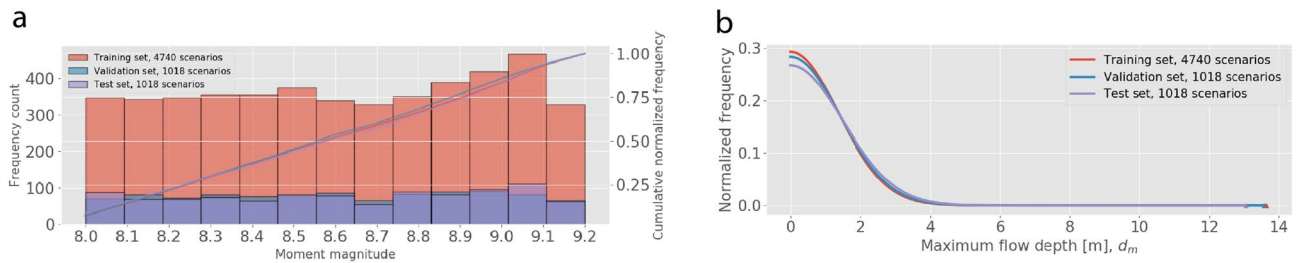 a
Training set, 4740 scenarios
Validation set, 1018 scenarios
Test set, 1018 scenarios
Frequency count
400
300
200
100
0
1.00
0.75
0.50
0.25
Cumulative normalized frequency
8.0 8.1 8.2 8.3 8.4 8.5 8.6 8.7 8.8 8.9 9.0 9.1 9.2
Moment magnitude
b
Training set, 4740 scenarios
Validation set, 1018 scenarios
Test set, 1018 scenarios
Normalized frequency
0.3
0.2
0.1
0.0
0 2 4 6 8 10 12 14
Maximum flow depth [m], dm